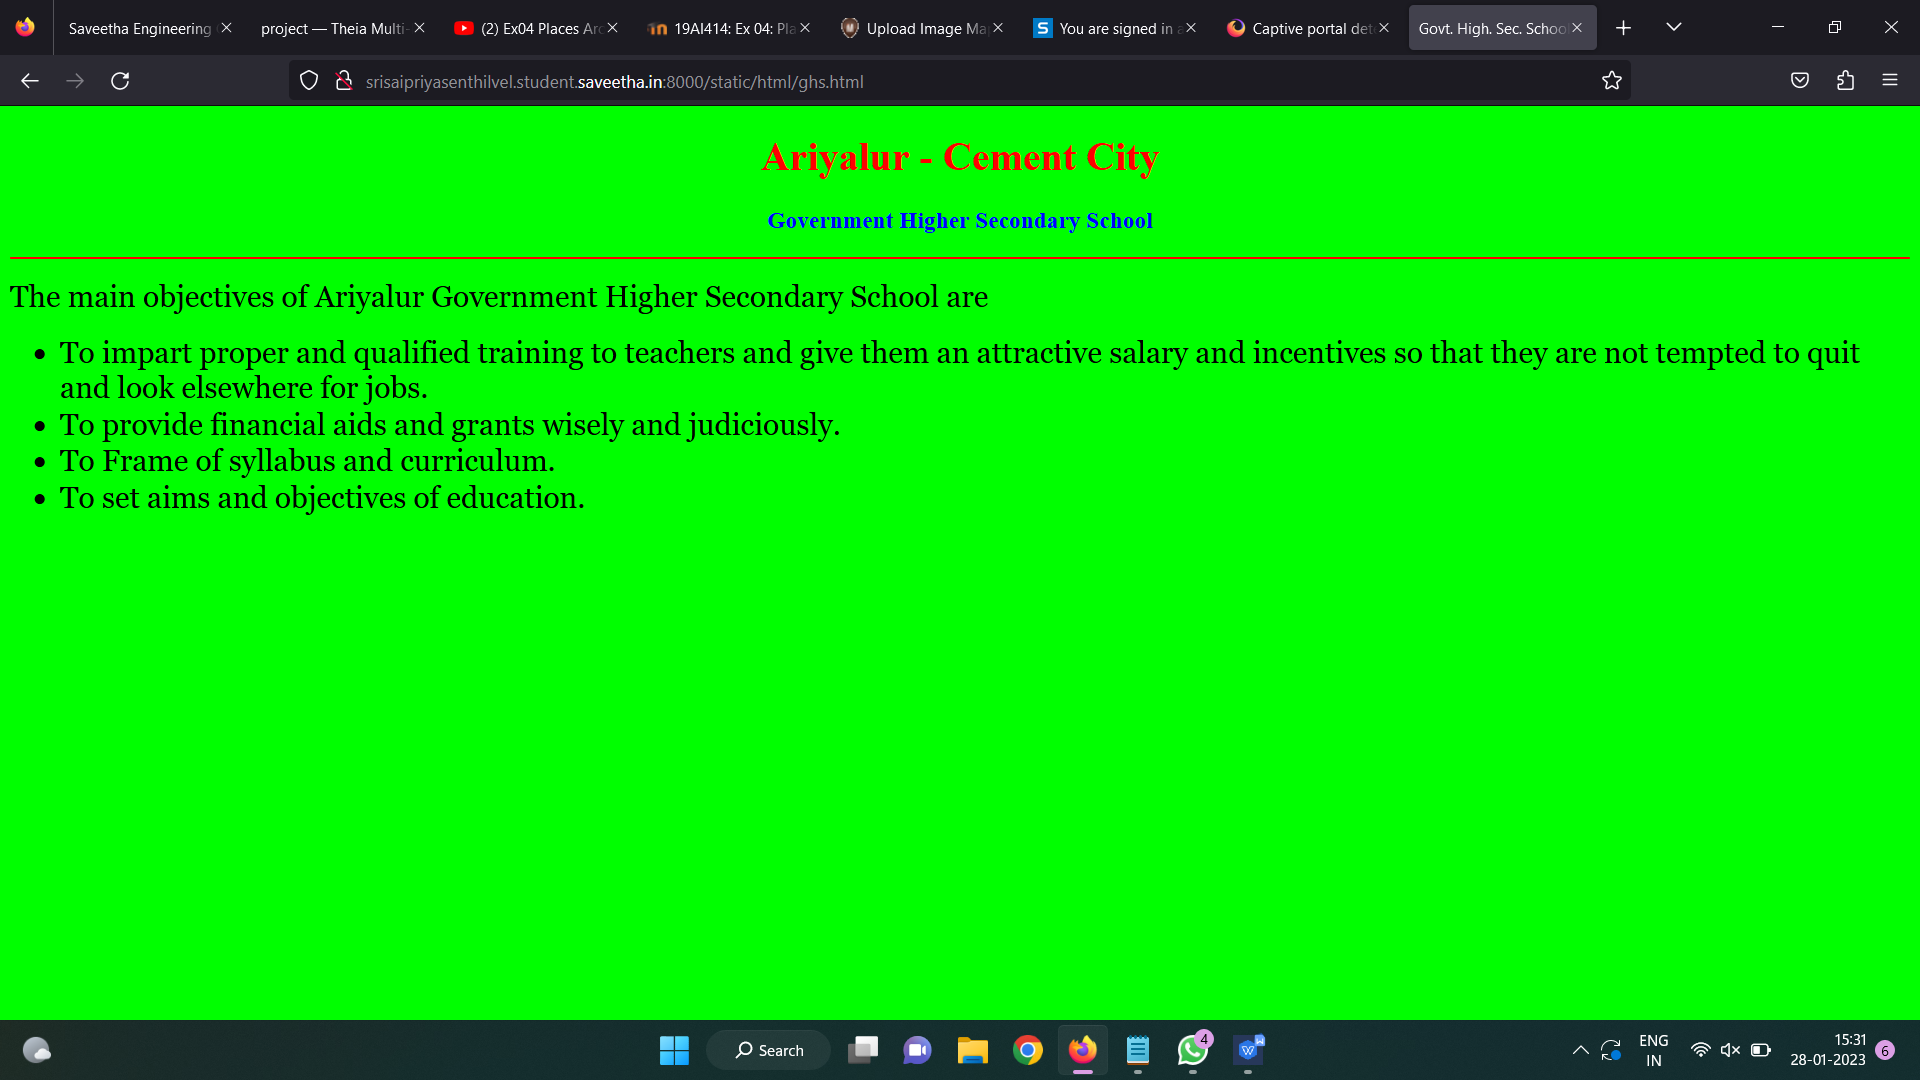 Saveetha Engineering
project — Theia Multi-
(2) Ex04 Places Aro
19AI414: Ex 04: Pla
Upload Image Ma
You are signed in a
Captive portal dete
Govt. High. Sec. School
srisaipriyasenthilvel.student.saveetha.in:8000/static/html/ghs.html
Ariyalur - Cement City
Government Higher Secondary School
The main objectives of Ariyalur Government Higher Secondary School are
• To impart proper and qualified training to teachers and give them an attractive salary and incentives so that they are not tempted to quit
and look elsewhere for jobs.
• To provide financial aids and grants wisely and judiciously.
• To Frame of syllabus and curriculum.
• To set aims and objectives of education.
Search
4
ENG
IN
15:31
28-01-2023
6